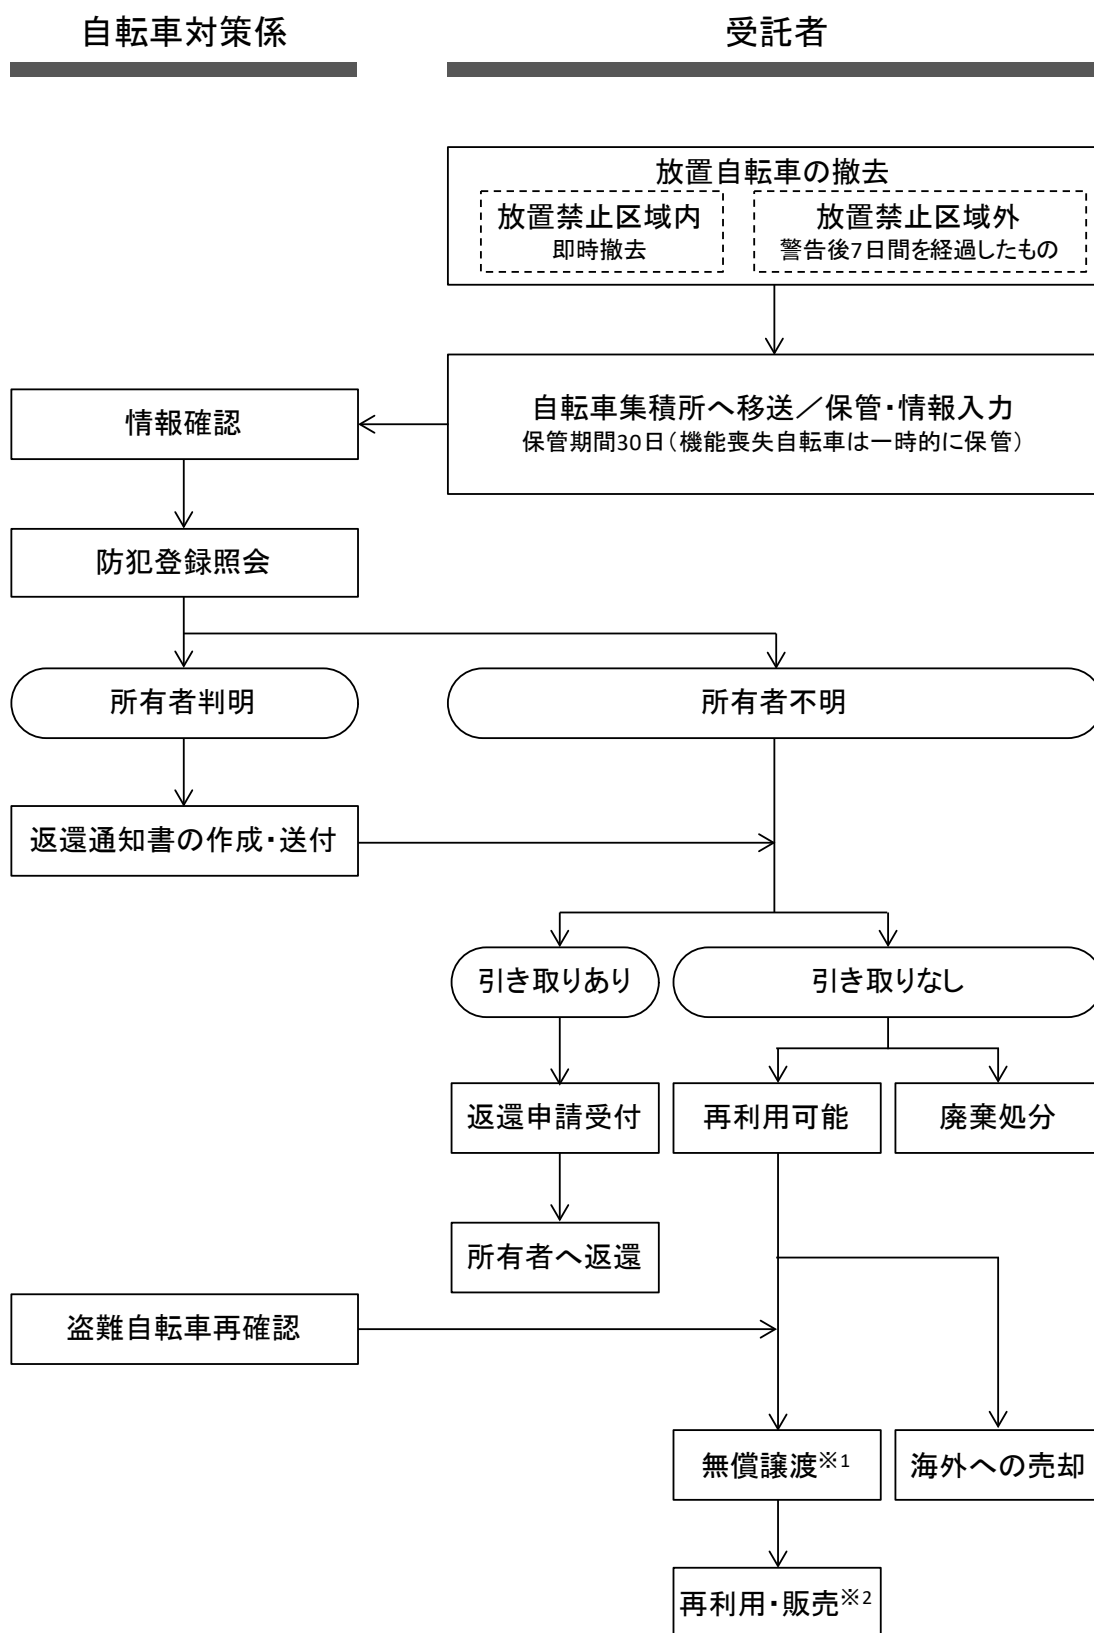 自転車対策係
受託者
放置自転車の撤去
放置禁止区域内
即時撤去
放置禁止区域外
警告後7日間を経過したもの
自転車集積所へ移送／保管・情報入力
保管期間30日（機能喪失自転車は一時的に保管）
情報確認
防犯登録照会
所有者判明
所有者不明
返還通知書の作成・送付
引き取りあり
引き取りなし
返還申請受付
再利用可能
廃棄処分
所有者へ返還
盗難自転車再確認
無償譲渡※1
海外への売却
再利用・販売※2